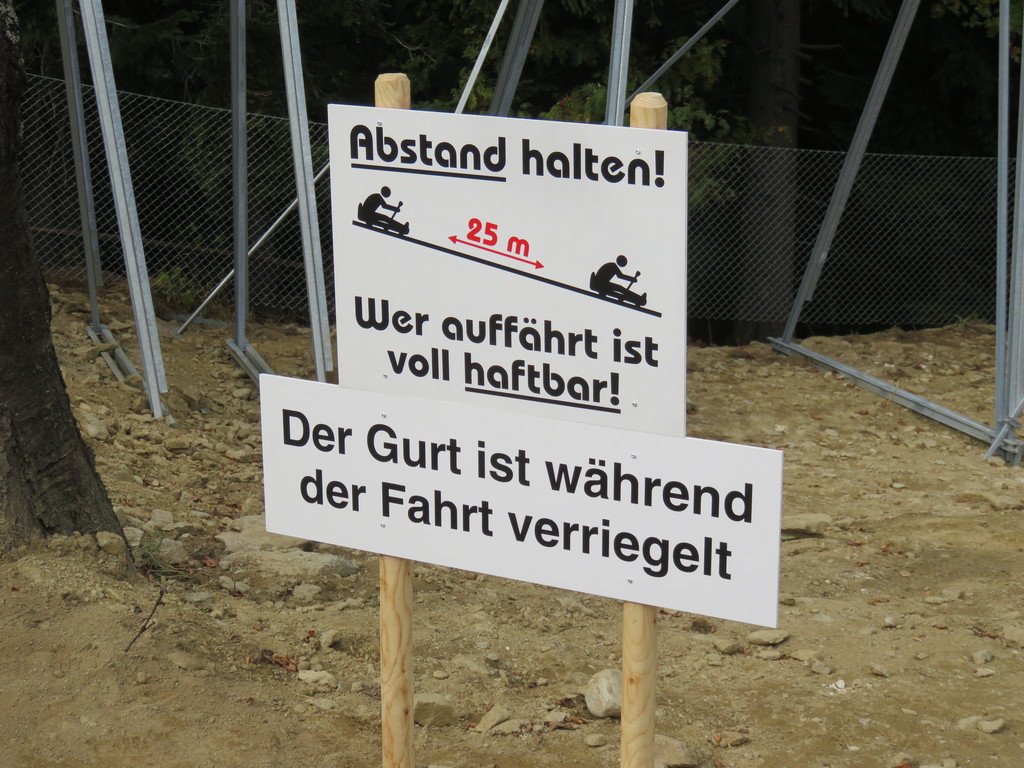 Abstand halten!
25 m
Wer auffährt ist
voll haftbar!
Der Gurt ist während
der Fahrt verriegelt